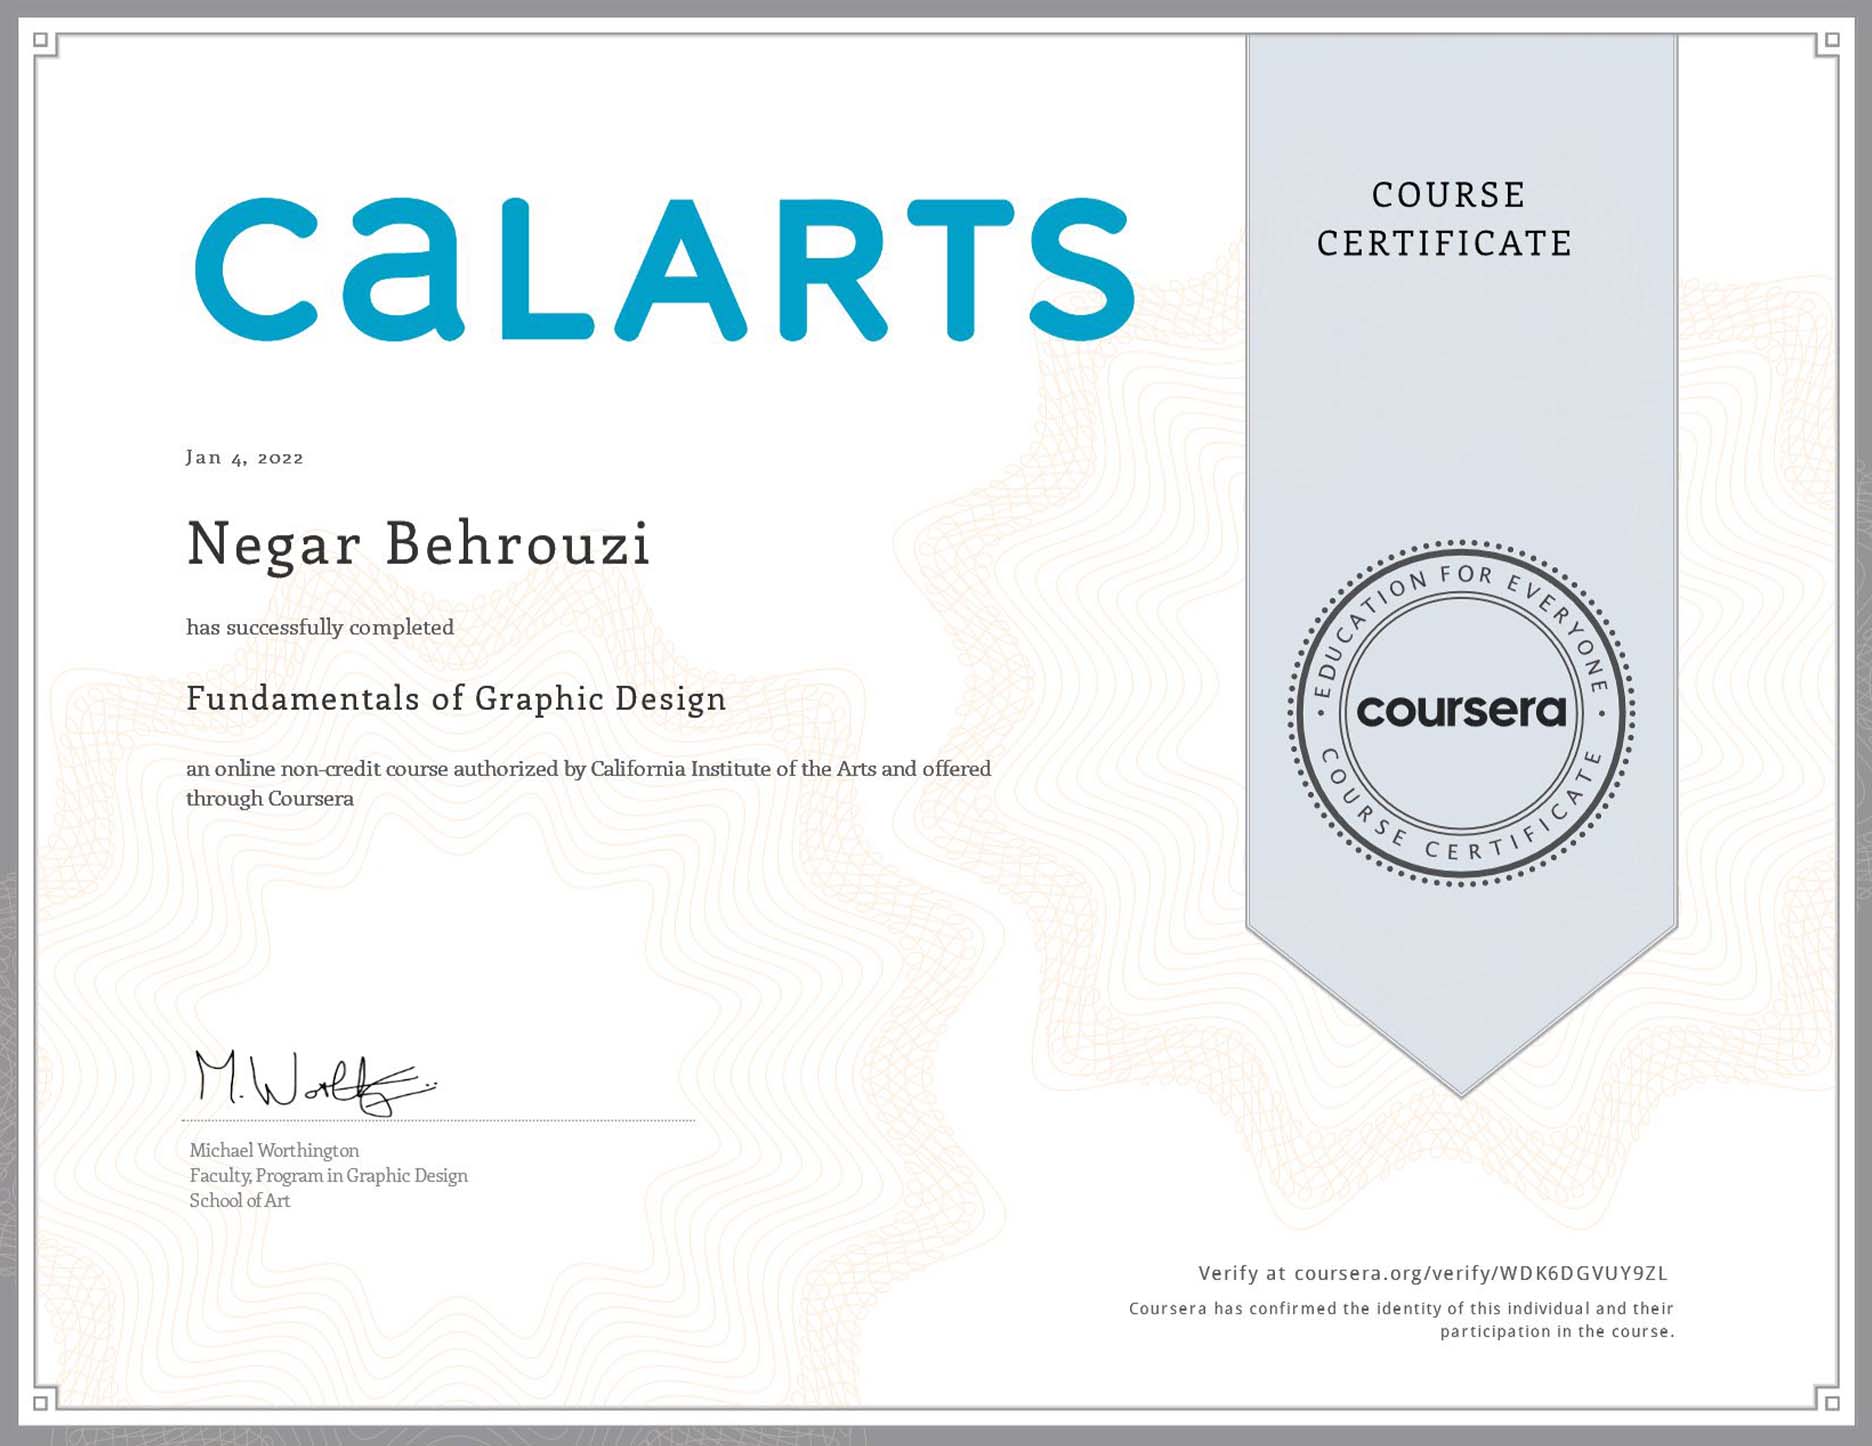 CALARTS
COURSE
CERTIFICATE
Jan 4, 2022
Negar Behrouzi
has successfully completed
Fundamentals of Graphic Design
an online non-credit course authorized by California Institute of the Arts and offered
through Coursera
EDUCATION FOR EVERYONE
coursera
COURSE CERTIFICATE
M. Worth
Michael Worthington
Faculty, Program in Graphic Design
School of Art
Verify at coursera.org/verify/WDK6DGVUY9ZL
Coursera has confirmed the identity of this individual and their
participation in the course.